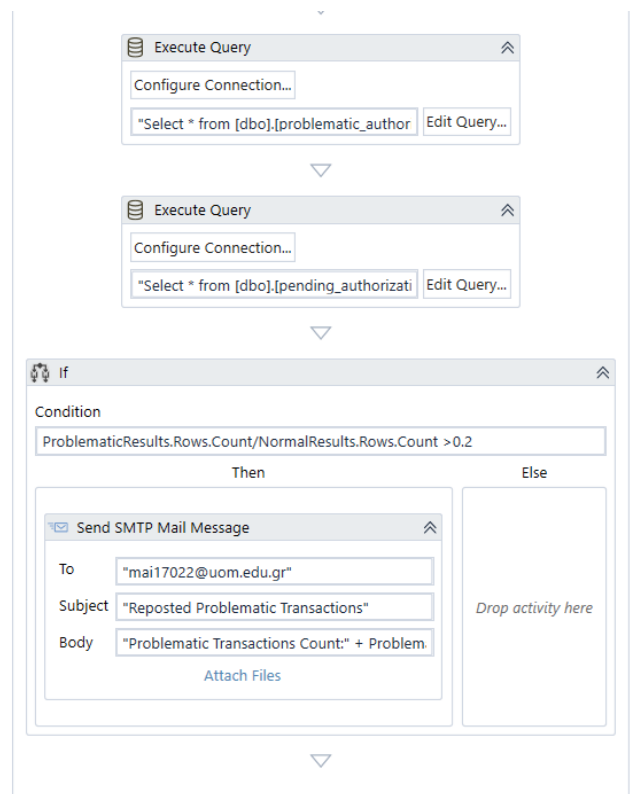 Execute Query
Configure Connection...
"Select * from [dbo].[problematic_author
Edit Query...
Execute Query
Configure Connection...
"Select * from [dbo].[pending_authorizati
Edit Query...
If
Condition
ProblematicResults.Rows.Count/NormalResults.Rows.Count >0.2
Then
Else
Send SMTP Mail Message
To
"mai17022@uom.edu.gr"
Subject
"Reposted Problematic Transactions"
Drop activity here
Body
"Problematic Transactions Count:" + Problem
Attach Files